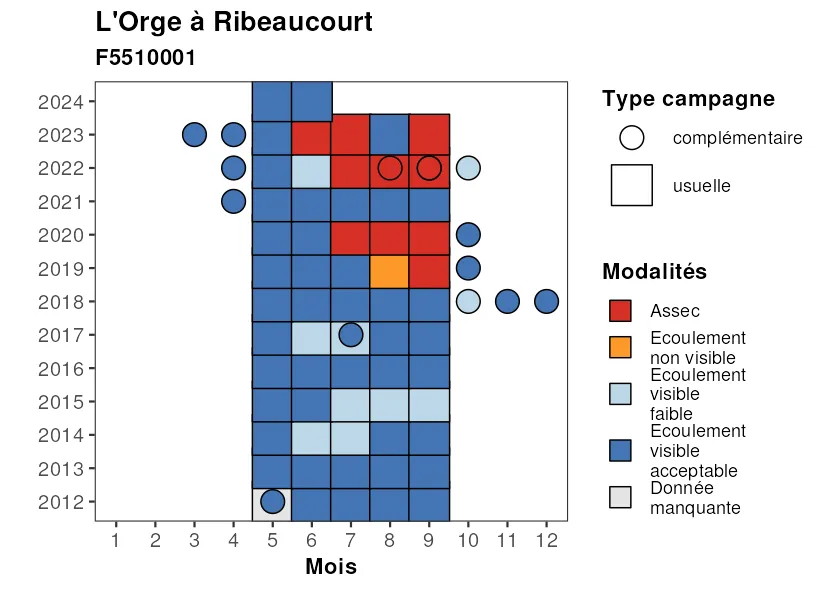 L'Orge à Ribeaucourt
F5510001
2024
2023
2022
2021
2020
2019
2018
2017
2016
2015
2014
2013
2012
1 2 3 4 5 6 7 8 9 10 11 12
Mois
Type campagne
complémentaire
usuelle
Modalités
Assec
Ecoulement
non visible
Ecoulement
visible
faible
Ecoulement
visible
acceptable
Donnée
manquante